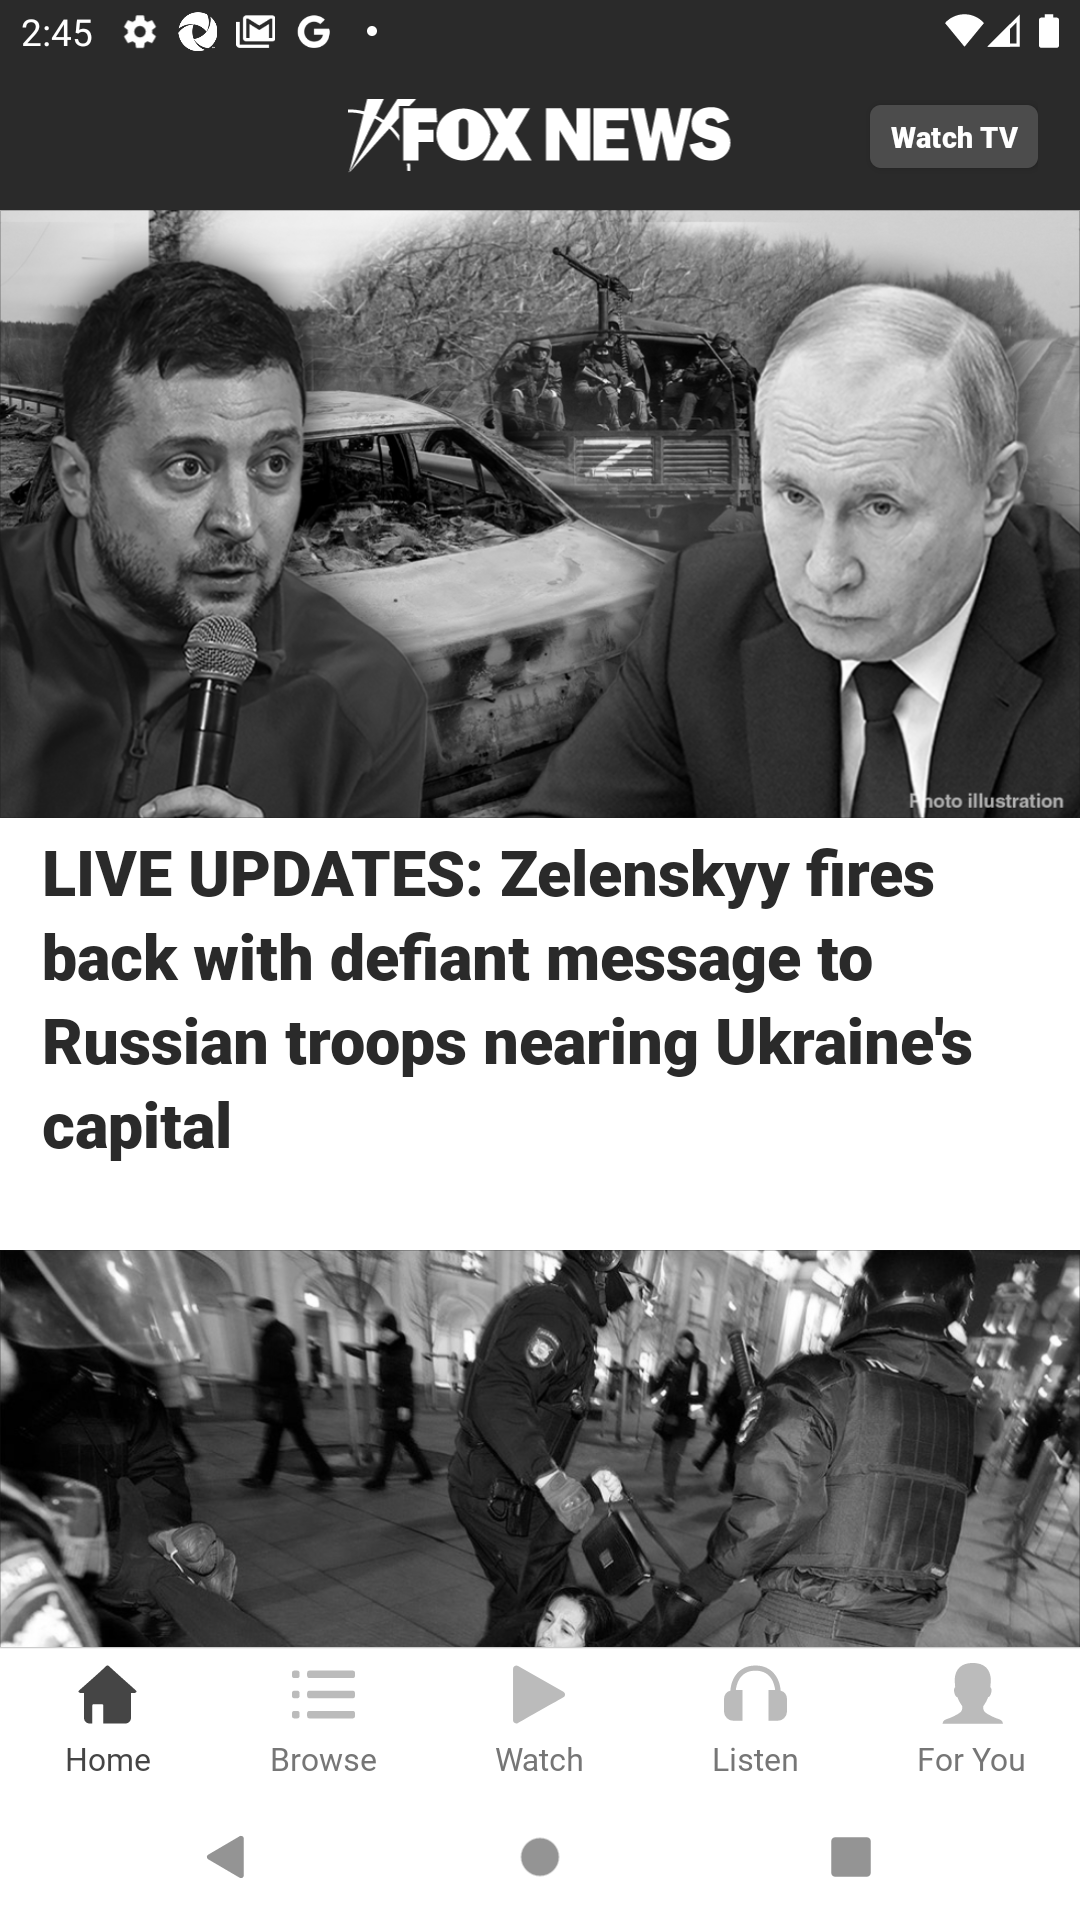 2:45
FOX NEWS
Watch TV
Z
Photo illustration
LIVE UPDATES: Zelenskyy fires
back with defiant message to
Russian troops nearing Ukraine's
capital
Home Browse Watch Listen For You